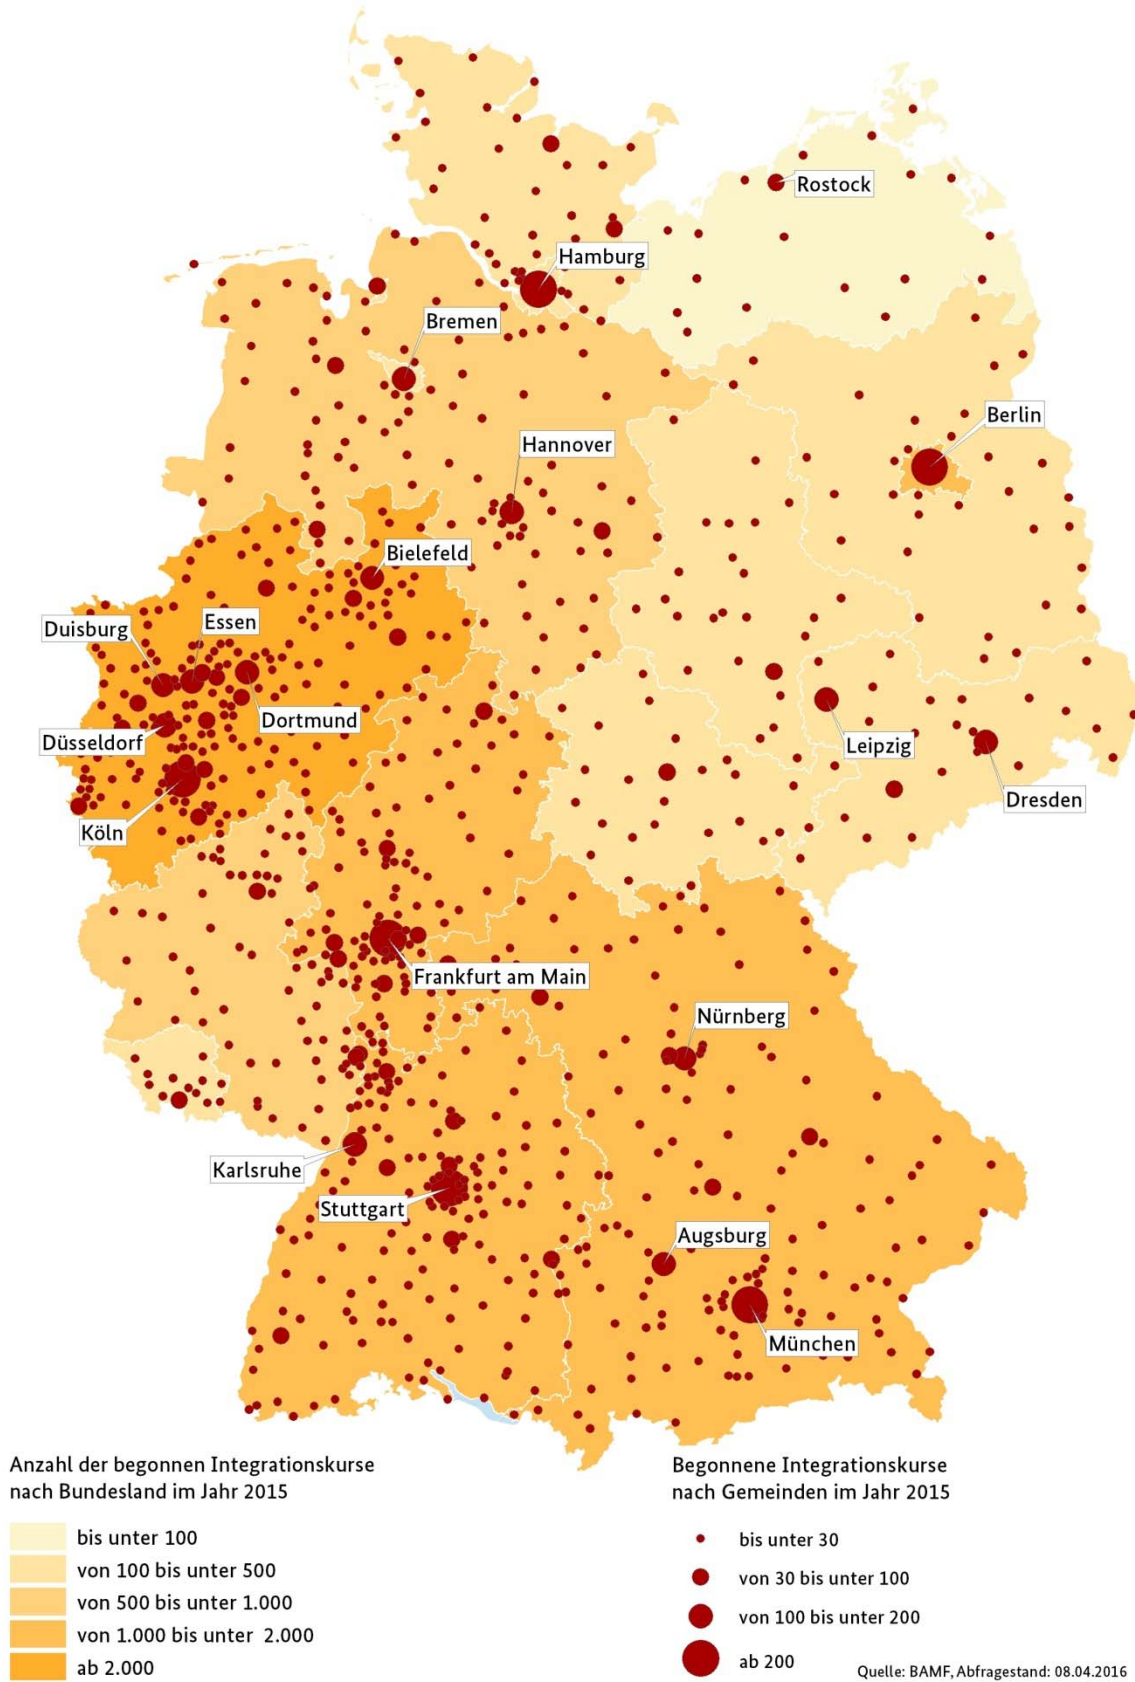 Rostock
Hamburg
Bremen
Berlin
Hannover
Bielefeld
Duisburg
Essen
Dortmund
Düsseldorf
Leipzig
Dresden
Köln
Frankfurt am Main
Nürnberg
Karlsruhe
Stuttgart
Augsburg
München
Anzahl der begonnen Integrationskurse
nach Bundesland im Jahr 2015
bis unter 100
von 100 bis unter 500
von 500 bis unter 1.000
von 1.000 bis unter 2.000
ab 2.000
Begonnene Integrationskurse
nach Gemeinden im Jahr 2015
bis unter 30
von 30 bis unter 100
von 100 bis unter 200
ab 200
Quelle: BAMF, Abfragestand: 08.04.2016